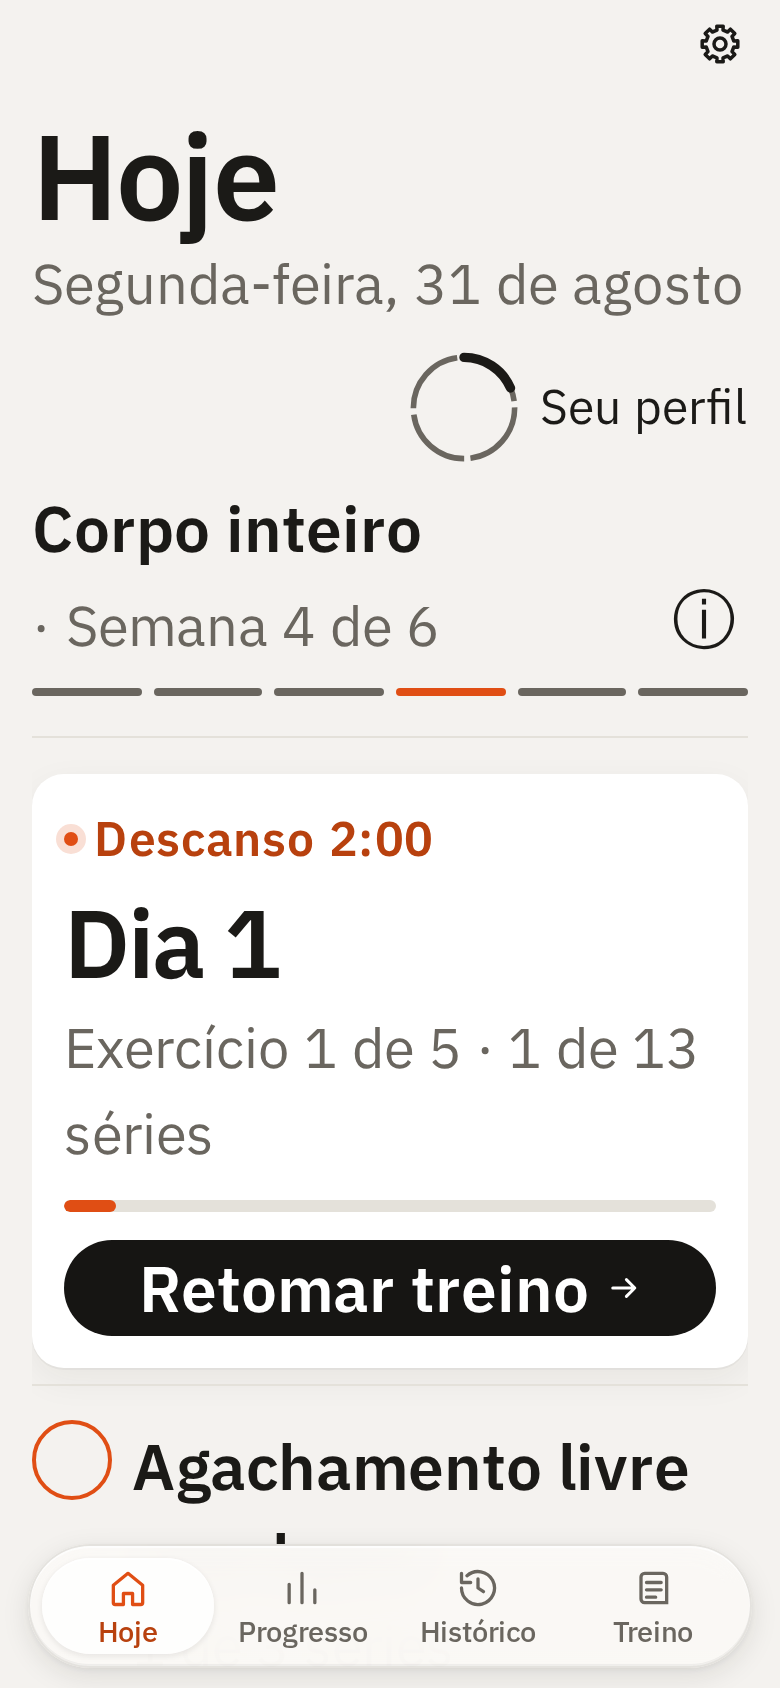 Hoje
Segunda-feira, 31 de agosto
Seu perfil
Corpo inteiro
· Semana 4 de 6
Descanso 2:00
Dia 1
Exercício 1 de 5 · 1 de 13
séries
Retomar treino →
Agachamento livre
Hoje
Progresso
Histórico
Treino